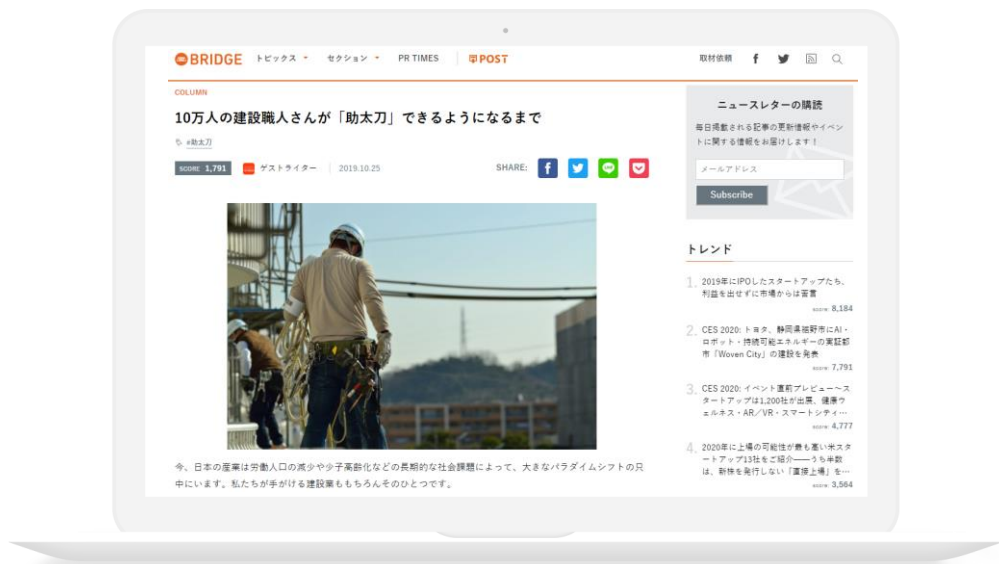 BRIDGE トピックス セクション PR TIMES POST 取材依頼
COLUMN
10万人の建設職人さんが「助太刀」できるようになるまで
#助太刀
SCORE 1,791 ゲストライター 2019.10.25 SHARE:
今、日本の産業は労働人口の減少や少子高齢化などの長期的な社会課題によって、大きなパラダイムシフトの只
中にいます。私たちが手がける建設業ももちろんそのひとつです。
ニュースレターの購読
毎日掲載される記事の更新情報やイベン
トに関する情報をお届けします！
メールアドレス
Subscribe
トレンド
1. 2019年にIPOしたスタートアップたち、
利益を出せずに市場からは苦言
score 8,184
2. CES 2020: トヨタ、静岡県裾野市にAI・
ロボット・持続可能エネルギーの実証都
市「Woven City」の建設を発表
score 7,791
3. CES 2020: イベント直前プレビュー〜ス
タートアップは1,200社が出展、健康ウ
ェルネス・AR／VR・スマートシティ…
score 4,777
4. 2020年に上場の可能性が最も高い米スタ
ートアップ13社をご紹介——うち半数
は、新株を発行しない「直接上場」を…
score 3,564